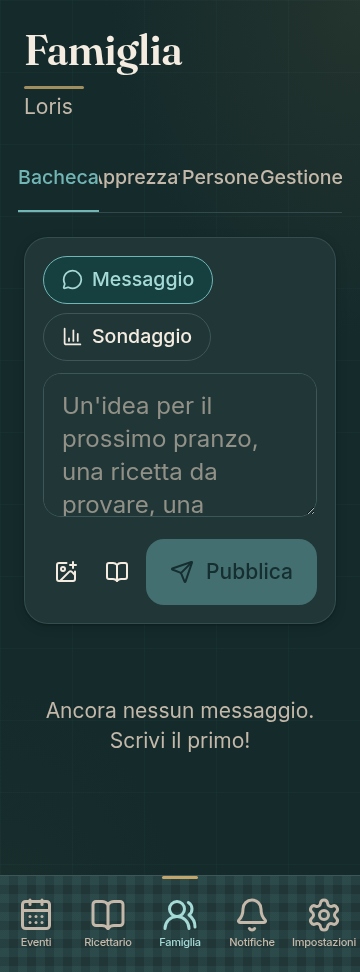 Famiglia
Loris
Bacheca Apprezza Persone Gestione
Messaggio
Sondaggio
Un'idea per il
prossimo pranzo,
una ricetta da
provare, una
Pubblica
Ancora nessun messaggio.
Scrivi il primo!
Eventi Ricettario Famiglia Notifiche Impostazioni